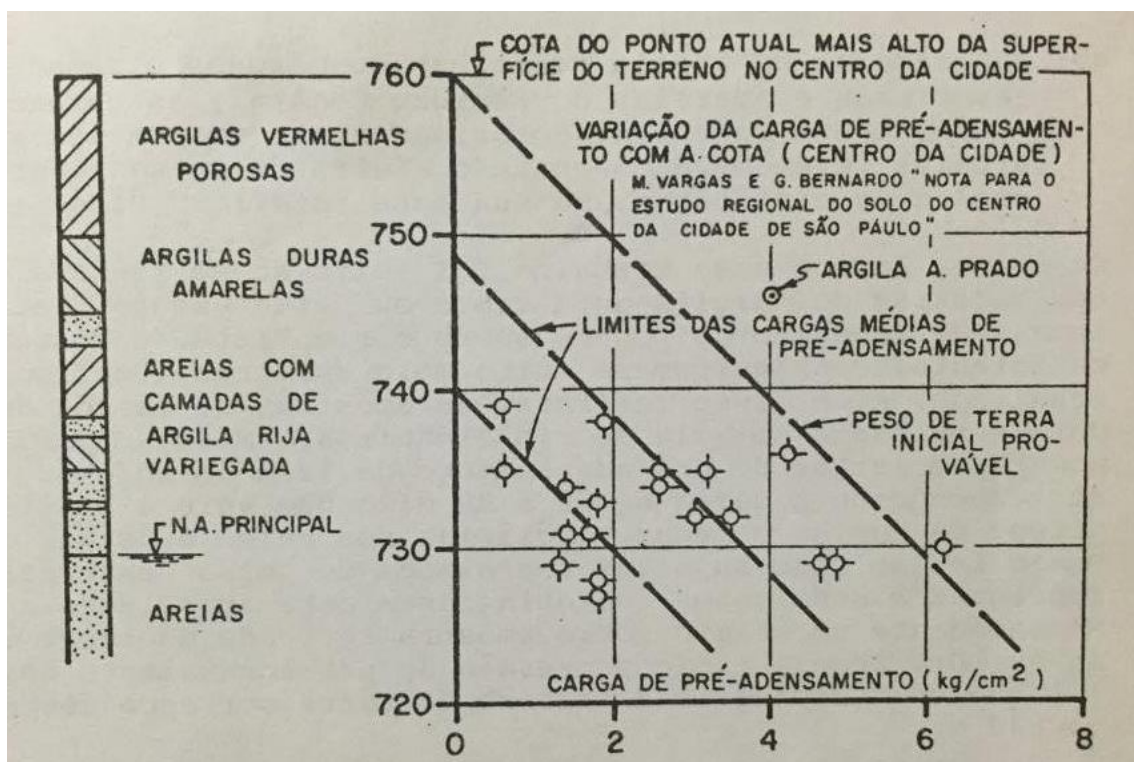 COTA DO PONTO ATUAL MAIS ALTO DA SUPER-
FÍCIE DO TERRENO NO CENTRO DA CIDADE
760
ARGILAS VERMELHAS
POROSAS
VARIAÇÃO DA CARGA DE PRÉ-ADENSAMEN-
TO COM A COTA ( CENTRO DA CIDADE )
M. VARGAS E G. BERNARDO "NOTA PARA O
ESTUDO REGIONAL DO SOLO DO CENTRO
DA CIDADE DE SÃO PAULO"
750
ARGILAS DURAS
AMARELAS
ARGILA A. PRADO
LIMITES DAS CARGAS MÉDIAS DE
PRÉ-ADENSAMENTO
740
AREIAS COM
CAMADAS DE
ARGILA RIJA
VARIEGADA
PESO DE TERRA
INICIAL PRO-
VÁVEL
N.A. PRINCIPAL
730
AREIAS
CARGA DE PRÉ-ADENSAMENTO ( kg/cm² )
720
0 2 4 6 8